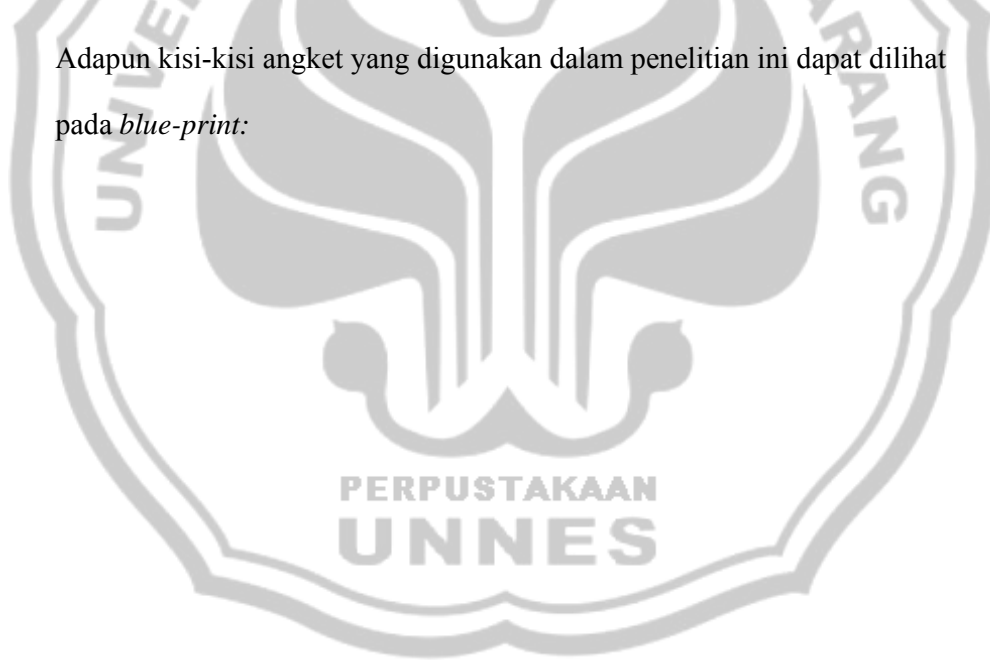 Adapun kisi-kisi angket yang digunakan dalam penelitian ini dapat dilihat
pada blue-print:
PERPUSTAKAAN
UNNES